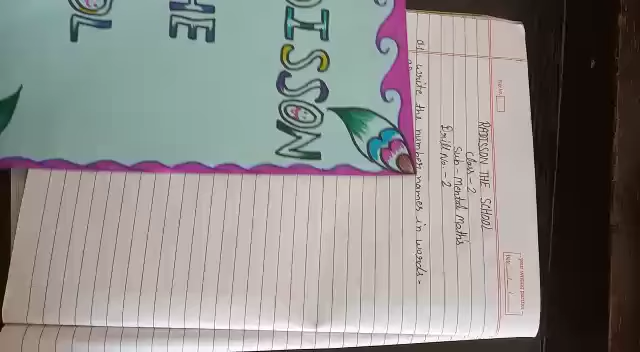 RADISSON THE SCHOOL
Class - 2
Sub - Mental Maths
Drill No. - 2
Q1 Write the number names in words -
DISSON
HE
OL